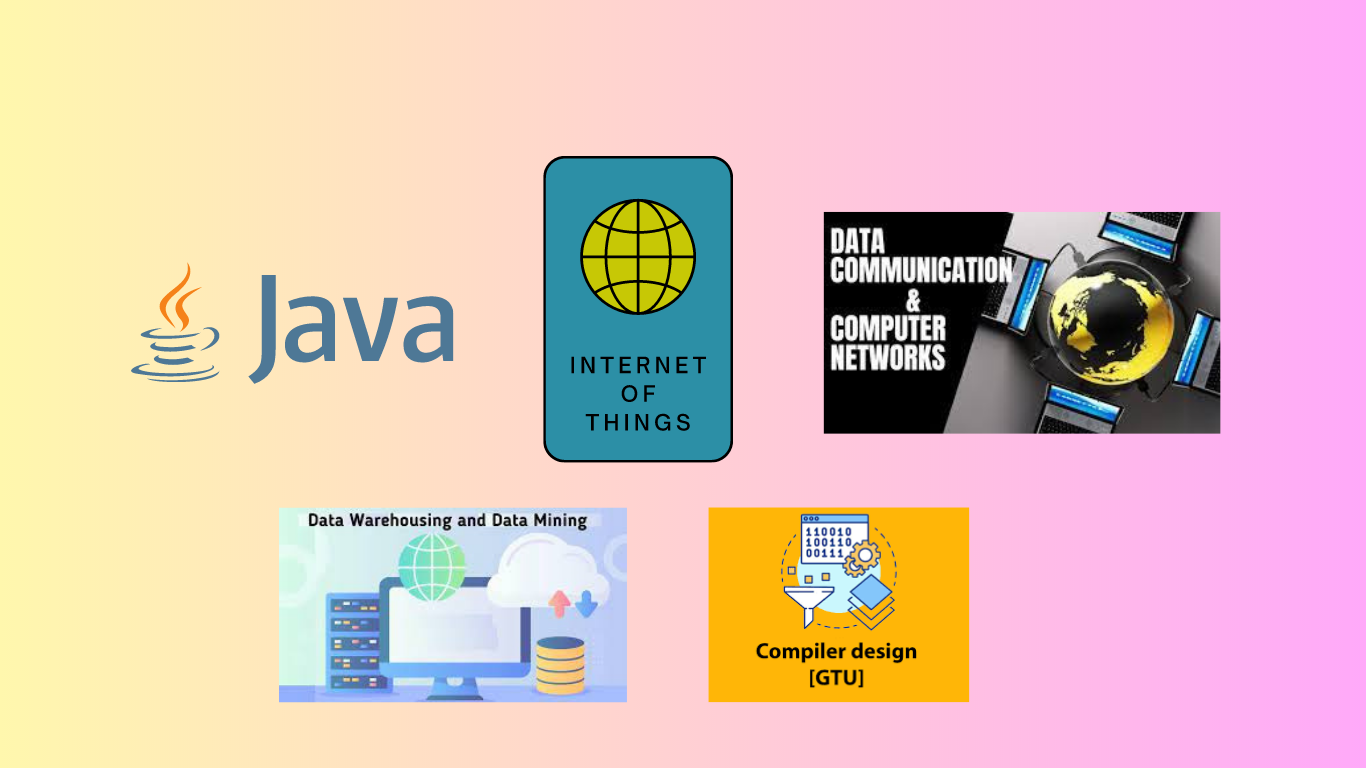 Java
INTERNET
OF
THINGS
DATA
COMMUNICATION
&
COMPUTER
NETWORKS
Data Warehousing and Data Mining
110010
100110
00111
Compiler design
[GTU]